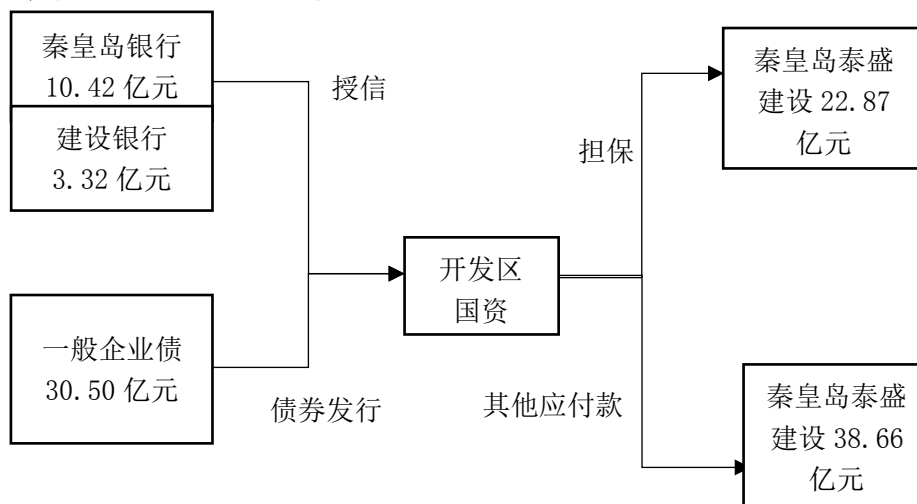 秦皇岛银行
10.42 亿元
建设银行
3.32 亿元
授信
担保
秦皇岛泰盛
建设 22.87
亿元
开发区
国资
一般企业债
30.50 亿元
债券发行
其他应付款
秦皇岛泰盛
建设 38.66
亿元